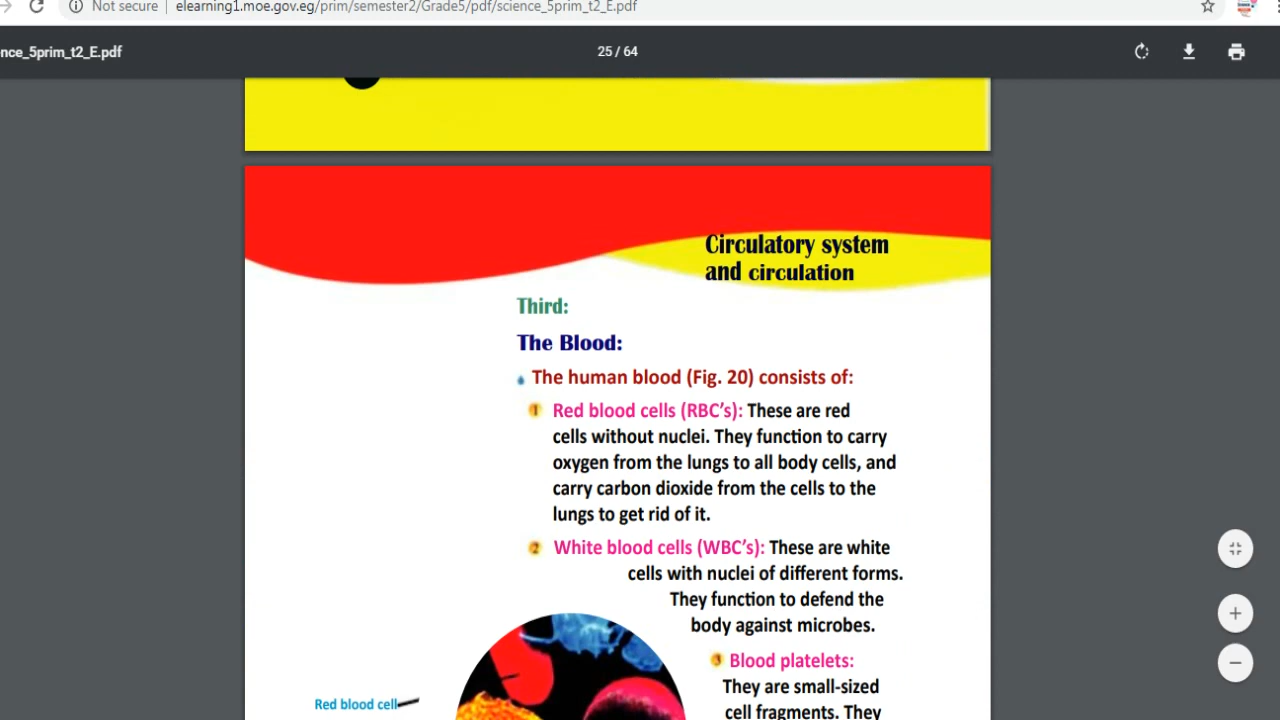 Not secure | elearning1.moe.gov.eg/prim/semester2/Grade5/pdf/science_5prim_t2_E.pdf
nce_5prim_t2_E.pdf
25 / 64
Circulatory system
and circulation
Third:
The Blood:
The human blood (Fig. 20) consists of:
1 Red blood cells (RBC's): These are red
cells without nuclei. They function to carry
oxygen from the lungs to all body cells, and
carry carbon dioxide from the cells to the
lungs to get rid of it.
2 White blood cells (WBC's): These are white
cells with nuclei of different forms.
They function to defend the
body against microbes.
3 Blood platelets:
They are small-sized
cell fragments. They
Red blood cell